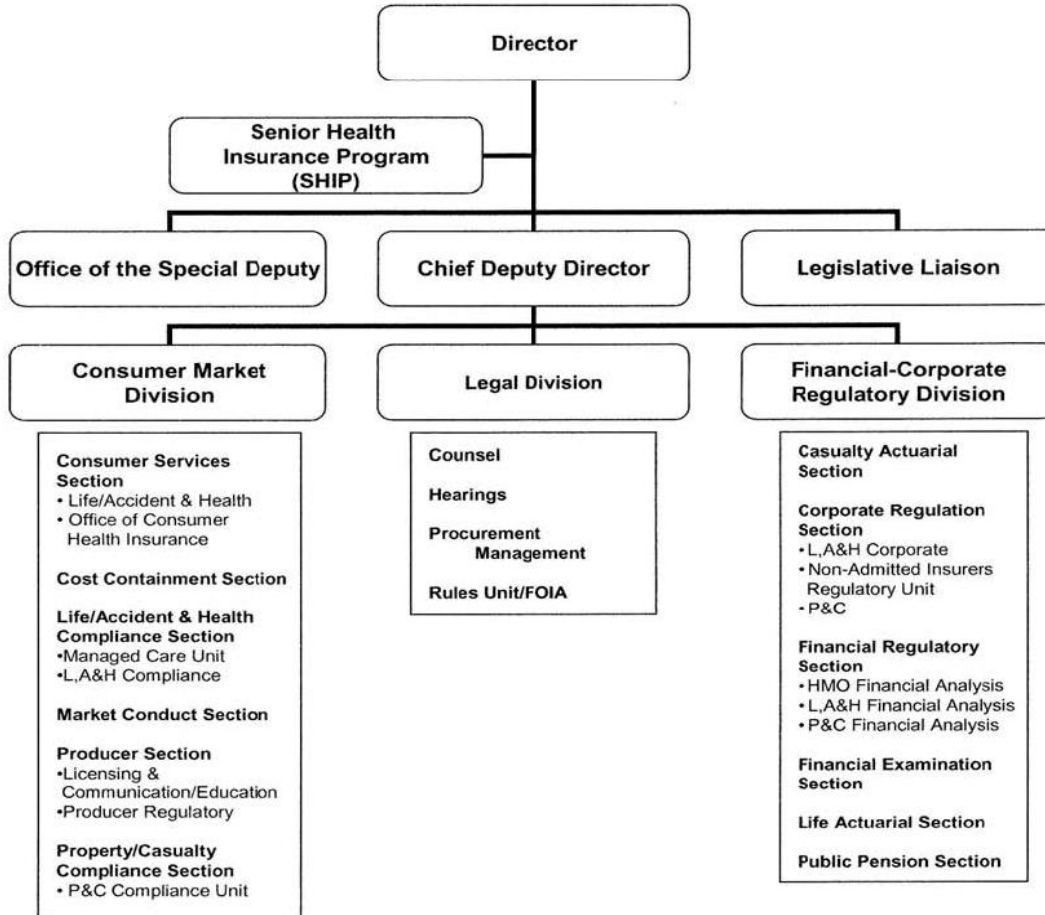 Director
Senior Health
Insurance Program
(SHIP)
Office of the Special Deputy
Chief Deputy Director
Legislative Liaison
Consumer Market
Division
Legal Division
Financial-Corporate
Regulatory Division
Consumer Services
Section
• Life/Accident & Health
• Office of Consumer
Health Insurance
Cost Containment Section
Life/Accident & Health
Compliance Section
•Managed Care Unit
•L,A&H Compliance
Market Conduct Section
Producer Section
•Licensing &
Communication/Education
•Producer Regulatory
Property/Casualty
Compliance Section
• P&C Compliance Unit
Counsel
Hearings
Procurement
Management
Rules Unit/FOIA
Casualty Actuarial
Section
Corporate Regulation
Section
•L,A&H Corporate
•Non-Admitted Insurers
Regulatory Unit
•P&C
Financial Regulatory
Section
•HMO Financial Analysis
•L,A&H Financial Analysis
•P&C Financial Analysis
Financial Examination
Section
Life Actuarial Section
Public Pension Section